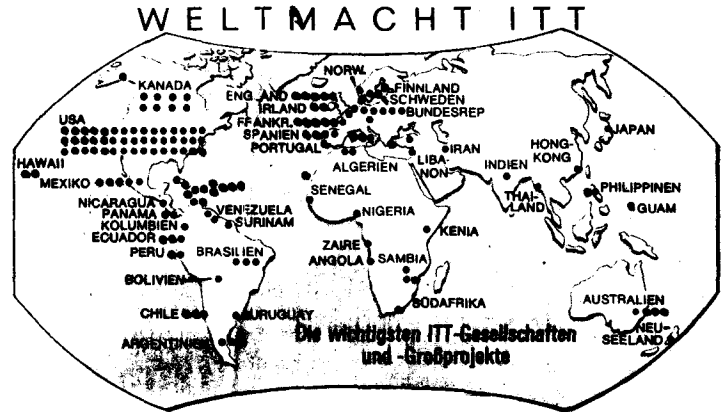 WELTMACHT ITT
NORW.
KANADA
FINNLAND
ENGLAND
SCHWEDEN
IRLAND
BUNDESREP
USA
FRANKR.
SPANIEN
JAPAN
PORTUGAL
HONG-
KONG
IRAN
HAWAII
LIBA-
NON
INDIEN
ALGERIEN
MEXIKO
SENEGAL
THAI-
LAND
PHILIPPINEN
NICARAGUA
GUAM
PANAMA
VENEZUELA
NIGERIA
KOLUMBIEN
SURINAM
KENIA
ECUADOR
ZAIRE
PERU
BRASILIEN
ANGOLA
SAMBIA
BOLIVIEN
AUSTRALIEN
SÜDAFRIKA
CHILE
URUGUAY
NEU-
SEELAND
ARGENTINIEN
Die wichtigsten ITT-Gesellschaften
und -Großprojekte